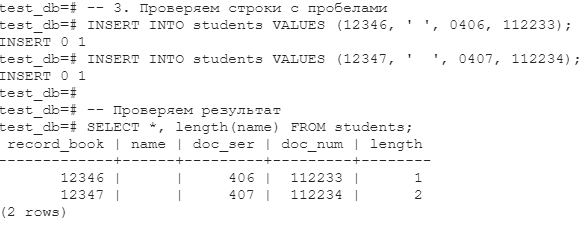 test_db=# -- 3. Проверяем строки с пробелами
test_db=# INSERT INTO students VALUES (12346, ' ', 0406, 112233);
INSERT 0 1
test_db=# INSERT INTO students VALUES (12347, '  ', 0407, 112234);
INSERT 0 1
test_db=#
test_db=# -- Проверяем результат
test_db=# SELECT *, length(name) FROM students;
 record_book | name | doc_ser | doc_num | length
-------------+------+---------+---------+--------
       12346 |      |     406 |  112233 |      1
       12347 |      |     407 |  112234 |      2
(2 rows)